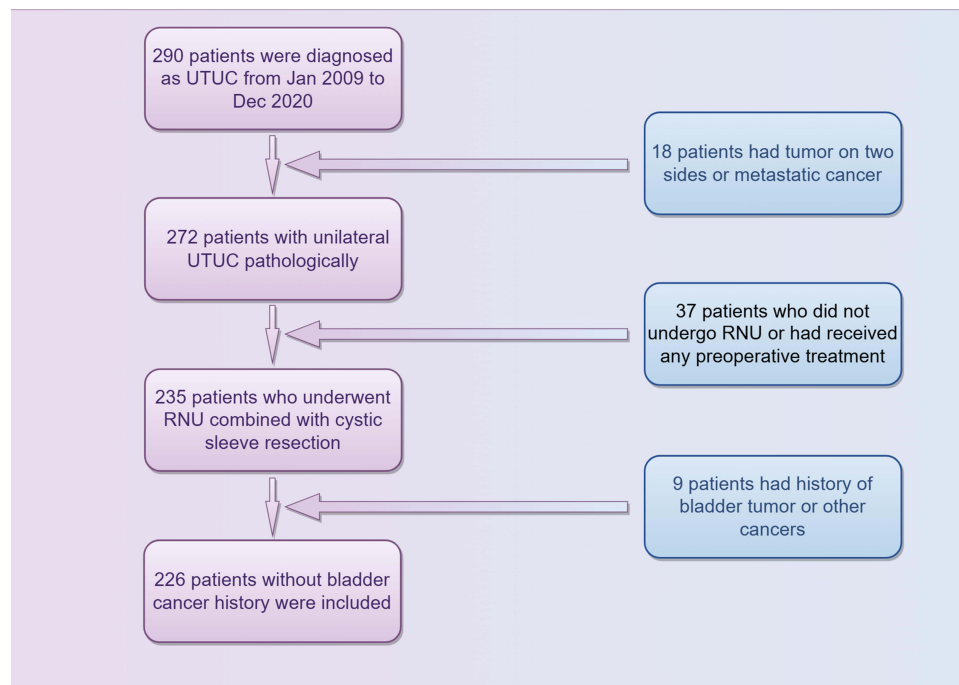 290 patients were diagnosed
as UTUC from Jan 2009 to
Dec 2020
18 patients had tumor on two
sides or metastatic cancer
272 patients with unilateral
UTUC pathologically
37 patients who did not
undergo RNU or had received
any preoperative treatment
235 patients who underwent
RNU combined with cystic
sleeve resection
9 patients had history of
bladder tumor or other
cancers
226 patients without bladder
cancer history were included